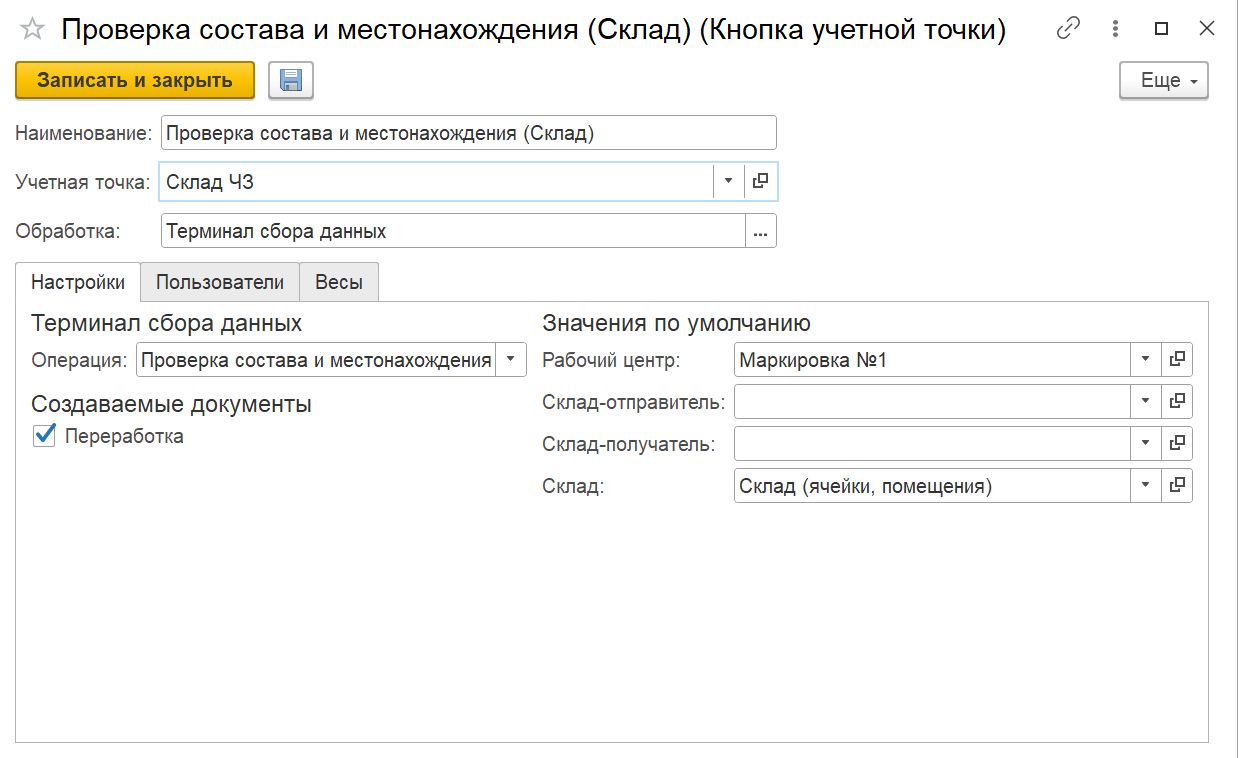 Проверка состава и местонахождения (Склад) (Кнопка учетной точки)
Записать и закрыть
Еще
Наименование: Проверка состава и местонахождения (Склад)
Учетная точка: Склад ЧЗ
Обработка: Терминал сбора данных ...
Настройки Пользователи Весы
Терминал сбора данных
Операция: Проверка состава и местонахождения
Создаваемые документы
Переработка
Значения по умолчанию
Рабочий центр: Маркировка №1
Склад-отправитель:
Склад-получатель:
Склад: Склад (ячейки, помещения)